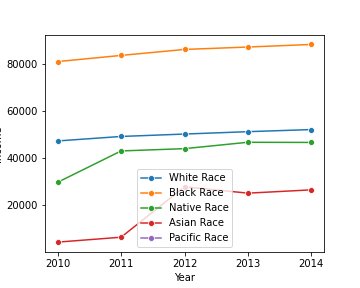 80000
60000
40000
20000
White Race
Black Race
Native Race
Asian Race
Pacific Race
2010 2011 2012 2013 2014
Year